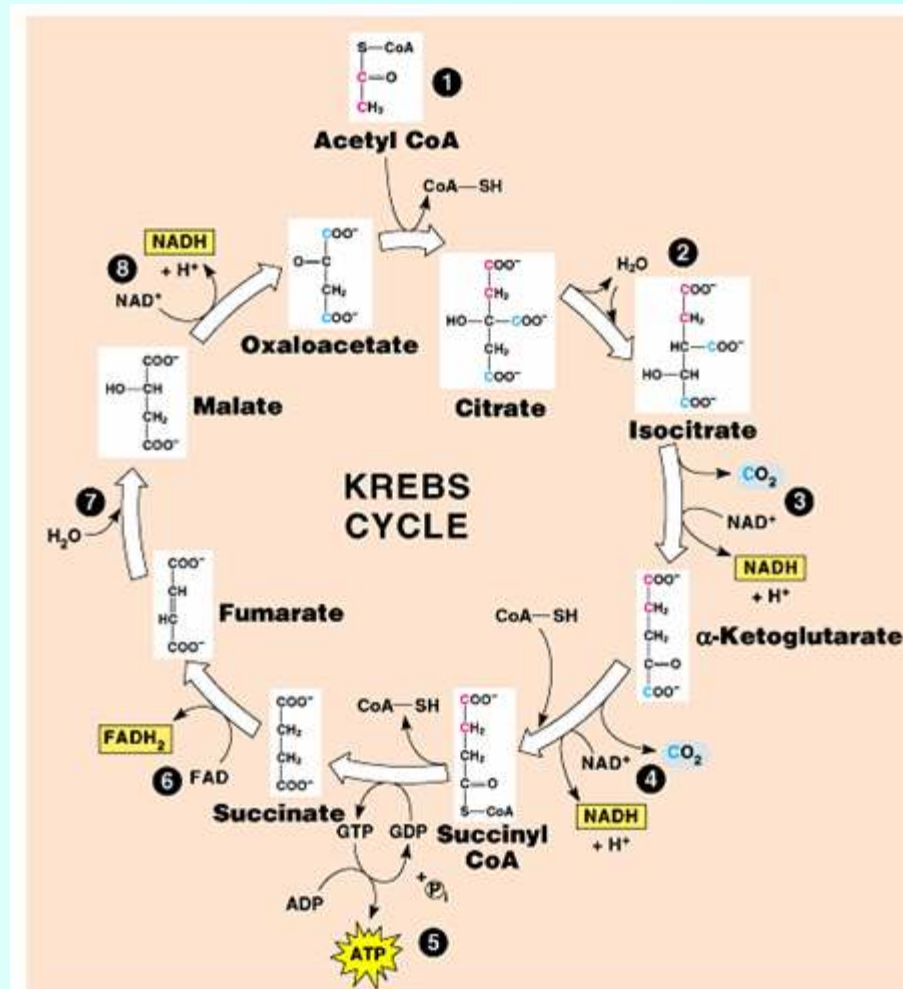 S—CoA
C=O
CH₃
1
Acetyl CoA
CoA—SH
NADH
+ H⁺
8
NAD⁺
COO⁻
O—C
CH₂
COO⁻
Oxaloacetate
COO⁻
CH₂
HO—C—COO⁻
CH₂
COO⁻
Citrate
H₂O
2
COO⁻
CH₂
HC—COO⁻
HO—CH
COO⁻
Isocitrate
COO⁻
HO—CH
CH₂
COO⁻
Malate
KREBS
CYCLE
CO₂
3
NAD⁺
NADH
+ H⁺
7
H₂O
COO⁻
CH
HC
COO⁻
Fumarate
COO⁻
CH₂
CH₂
C—O
COO⁻
α-Ketoglutarate
CoA—SH
CO₂
NAD⁺
4
NADH
+ H⁺
COO⁻
CH₂
CH₂
C—O
S—CoA
Succinyl
CoA
CoA—SH
FADH₂
6
FAD
COO⁻
CH₂
CH₂
COO⁻
Succinate
GTP
GDP
+ P i
ADP
ATP
5